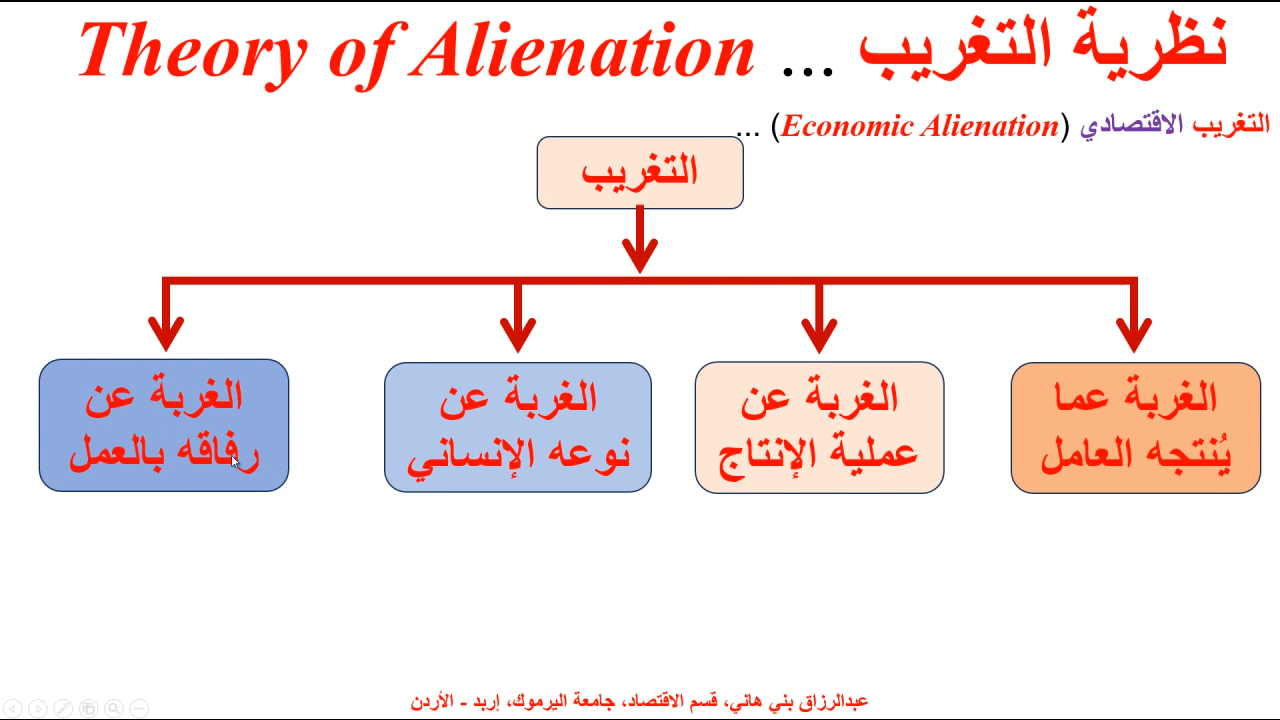 نظرية التغريب ... Theory of Alienation
التغريب الاقتصادي (Economic Alienation) ...
التغريب
الغربة عما
يُنتجه العامل
الغربة عن
عملية الإنتاج
الغربة عن
نوعه الإنساني
الغربة عن
رفاقه بالعمل
عبدالرزاق بني هاني، قسم الاقتصاد، جامعة اليرموك، إربد - الأردن